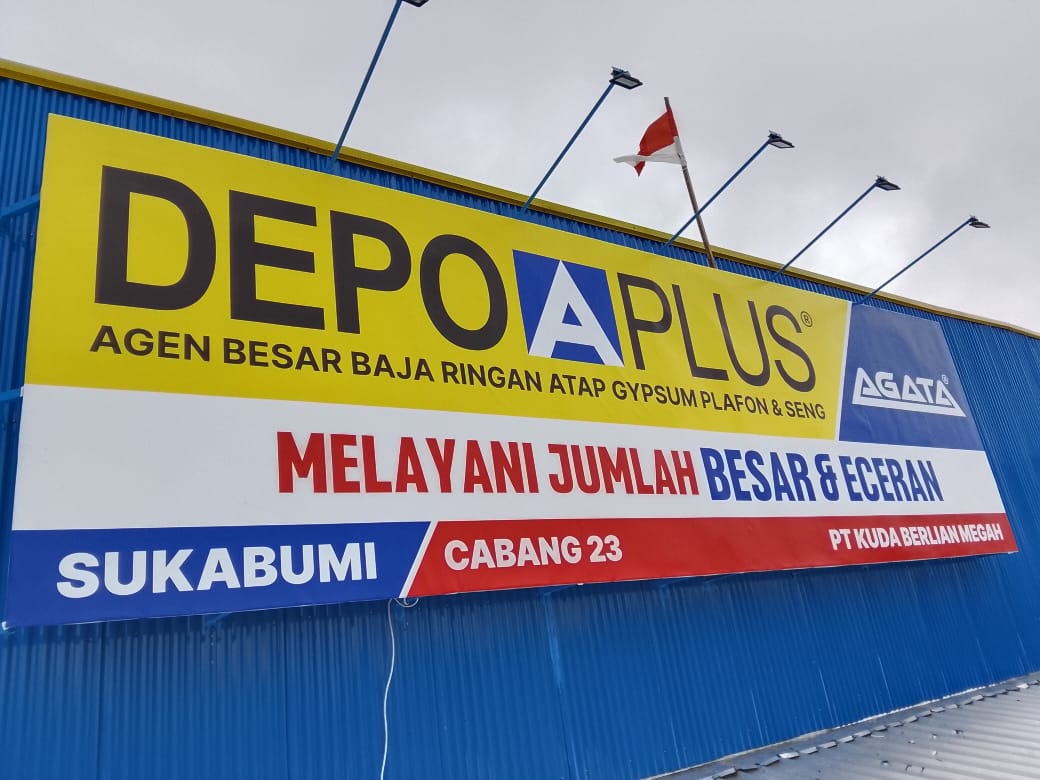 DEPO A PLUS®
AGEN BESAR BAJA RINGAN ATAP GYPSUM PLAFON & SENG
AGATA®
MELAYANI JUMLAH BESAR & ECERAN
SUKABUMI
CABANG 23
PT KUDA BERLIAN MEGAH